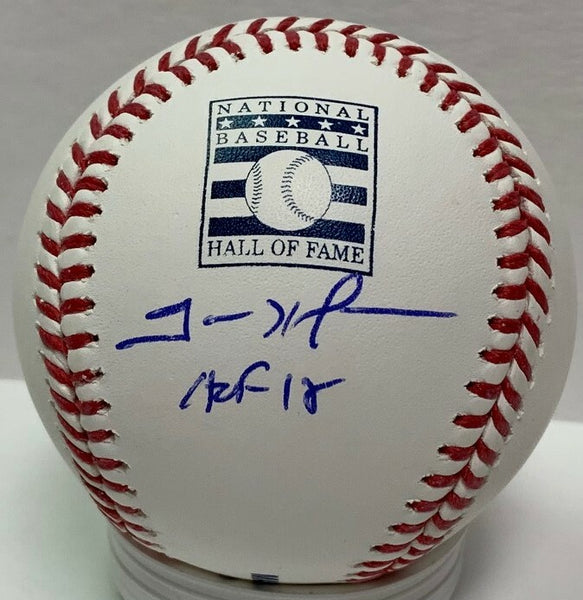 NATIONAL
BASEBALL
HALL OF FAME
HOF 18